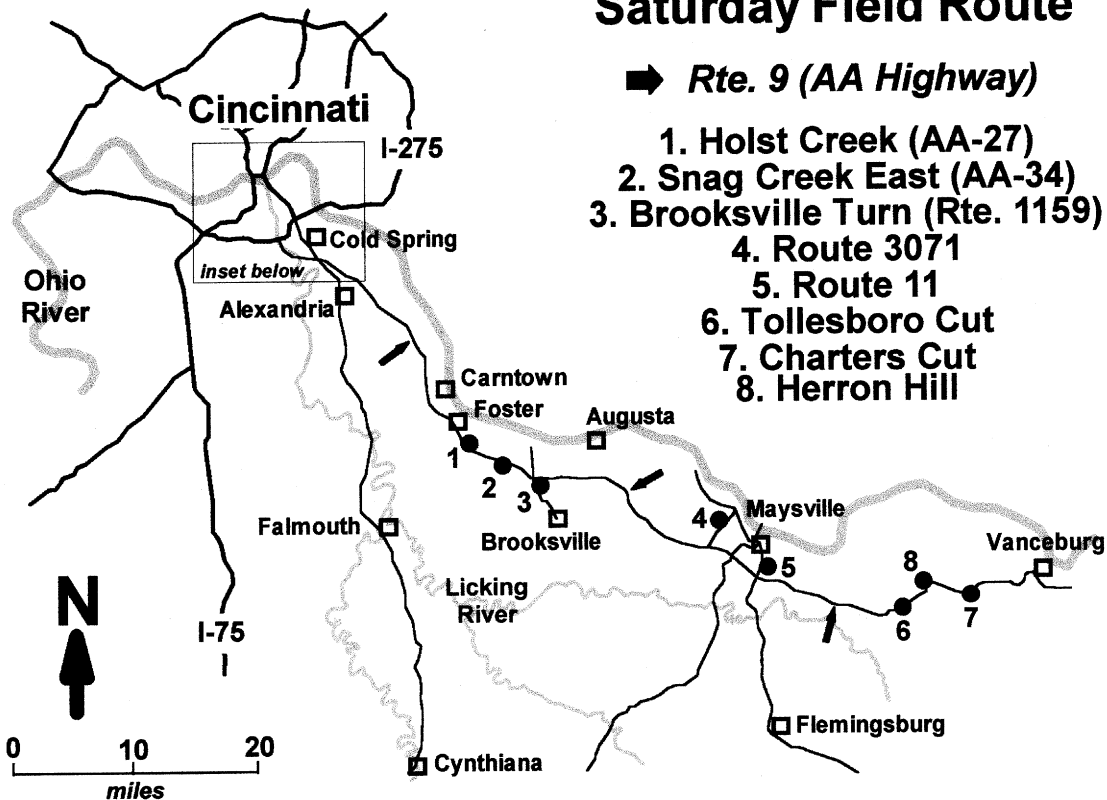 Saturday Field Route
Rte. 9 (AA Highway)
1. Holst Creek (AA-27)
2. Snag Creek East (AA-34)
3. Brooksville Turn (Rte. 1159)
4. Route 3071
5. Route 11
6. Tollesboro Cut
7. Charters Cut
8. Herron Hill
Cincinnati
I-275
Cold Spring
inset below
Ohio
River
Alexandria
Carntown
Foster
Augusta
1
2
3
4
Maysville
Brooksville
Falmouth
5
Vanceburg
8
7
6
Licking
River
N
I-75
Flemingsburg
Cynthiana
0 10 20
miles